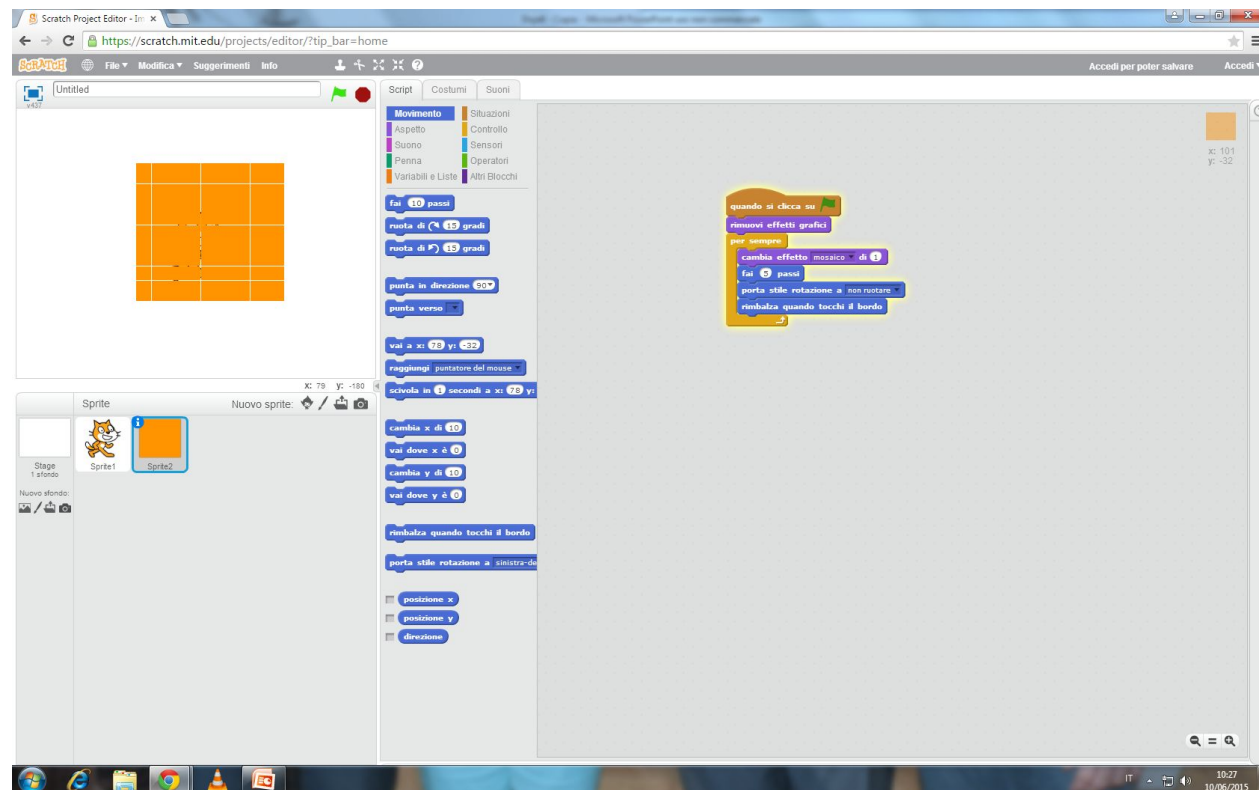 Scratch Project Editor - Im
https://scratch.mit.edu/projects/editor/?tip_bar=home
SCRATCH File Modifica Suggerimenti Info Accedi per poter salvare Accedi
Untitled
v437
X: 79 y: -180
Sprite Nuovo sprite:
Stage
1 sfondo
Sprite1
Sprite2
Nuovo sfondo:
Script Costumi Suoni
Movimento Situazioni
Aspetto Controllo
Suono Sensori
Penna Operatori
Variabili e Liste Altri Blocchi
fai 10 passi
ruota di 15 gradi
ruota di 15 gradi
punta in direzione 90
punta verso
vai a x: 78 y: -32
raggiungi puntatore del mouse
scivola in 1 secondi a x: 78 y:
cambia x di 10
vai dove x è 0
cambia y di 10
vai dove y è 0
rimbalza quando tocchi il bordo
porta stile rotazione a sinistra-de
posizione x
posizione y
direzione
quando si clicca su
rimuovi effetti grafici
per sempre
cambia effetto mosaico di 1
fai 5 passi
porta stile rotazione a non ruotare
rimbalza quando tocchi il bordo
x: 101
y: -32
IT
10:27
10/06/2015